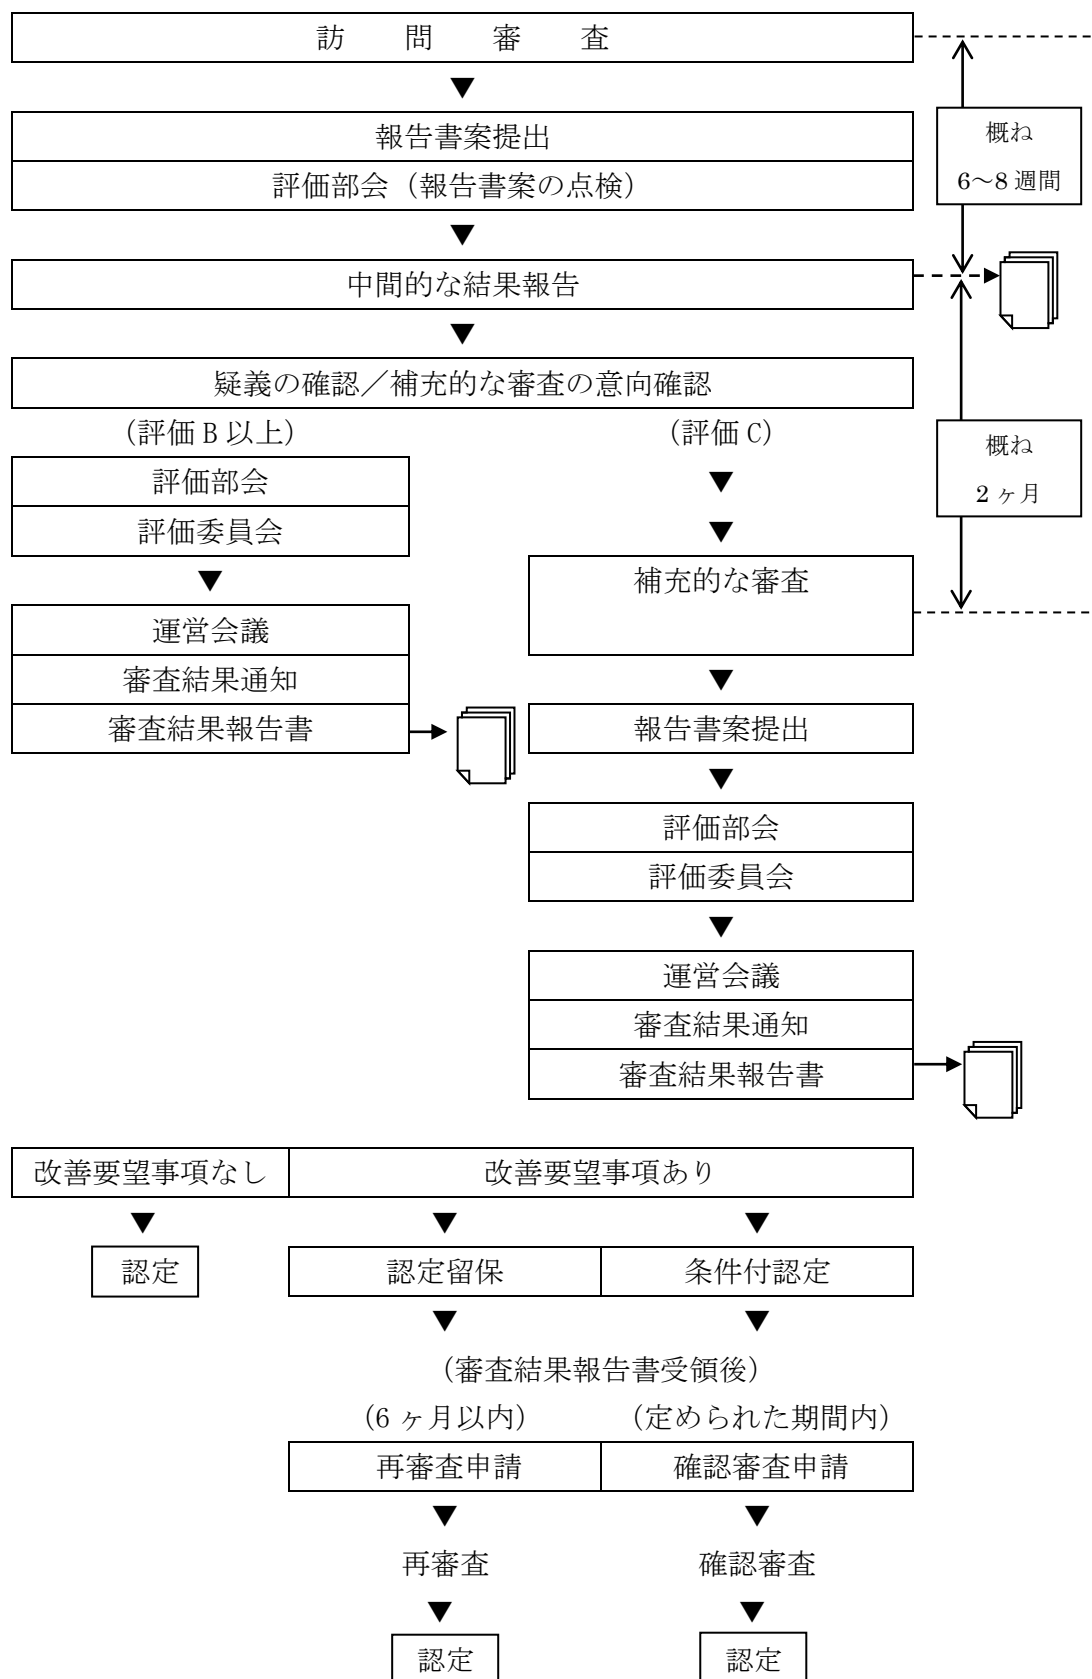 訪問審査
報告書案提出
評価部会（報告書案の点検）
概ね
6～8週間
中間的な結果報告
疑義の確認／補充的な審査の意向確認
（評価B以上）
（評価C）
概ね
2ヶ月
評価部会
評価委員会
運営会議
審査結果通知
審査結果報告書
補充的な審査
報告書案提出
評価部会
評価委員会
運営会議
審査結果通知
審査結果報告書
改善要望事項なし
改善要望事項あり
認定
認定留保
条件付認定
（審査結果報告書受領後）
（6ヶ月以内）
（定められた期間内）
再審査申請
確認審査申請
再審査
確認審査
認定
認定